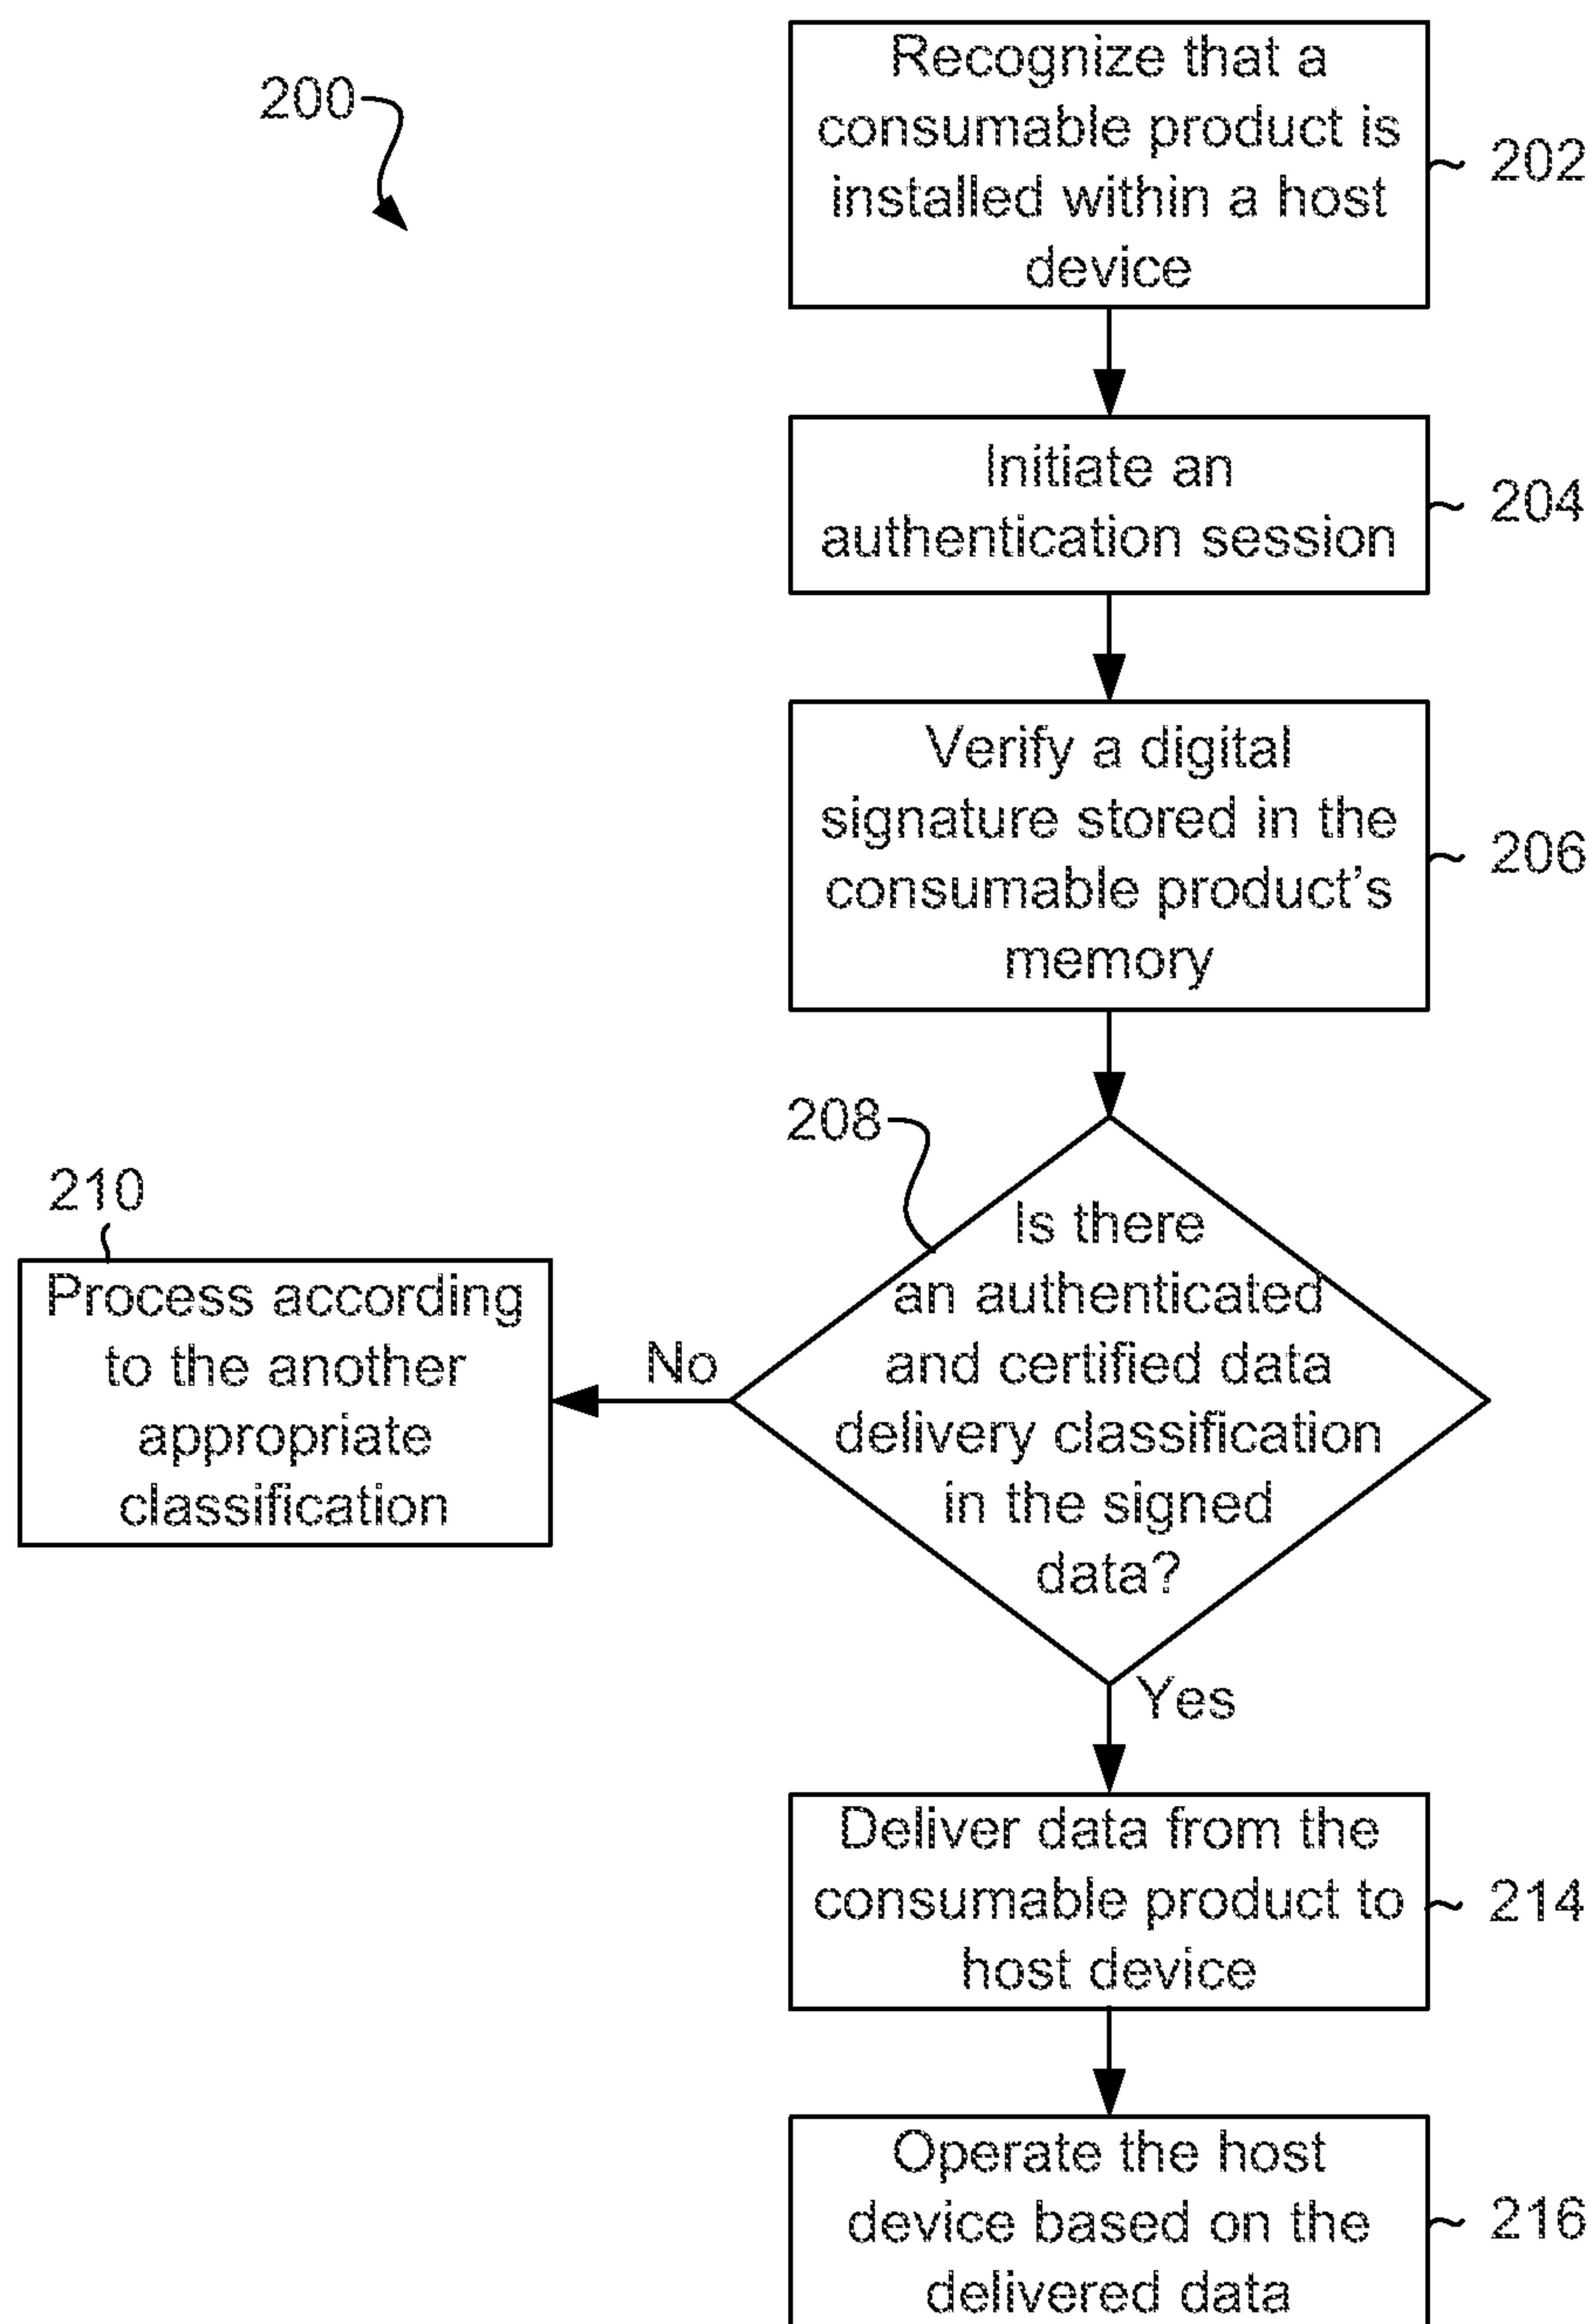 200
Recognize that a
consumable product is
installed within a host
device
202
Initiate an
authentication session
204
Verify a digital
signature stored in the
consumable product’s
memory
206
208
Is there
an authenticated
and certified data
delivery classification
in the signed
data?
No
210
Process according
to the another
appropriate
classification
Yes
Deliver data from the
consumable product to
host device
214
Operate the host
device based on the
delivered data
216